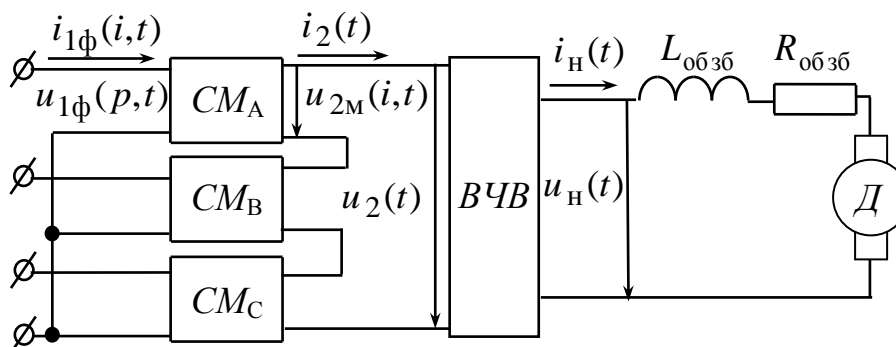 i₁ф(i,t)
i₂(t)
iн(t)
Lобзб
Rобзб
u₁ф(p,t)
СМА
u₂м(i,t)
СМВ
u₂(t)
ВЧВ
uн(t)
Д
СМС